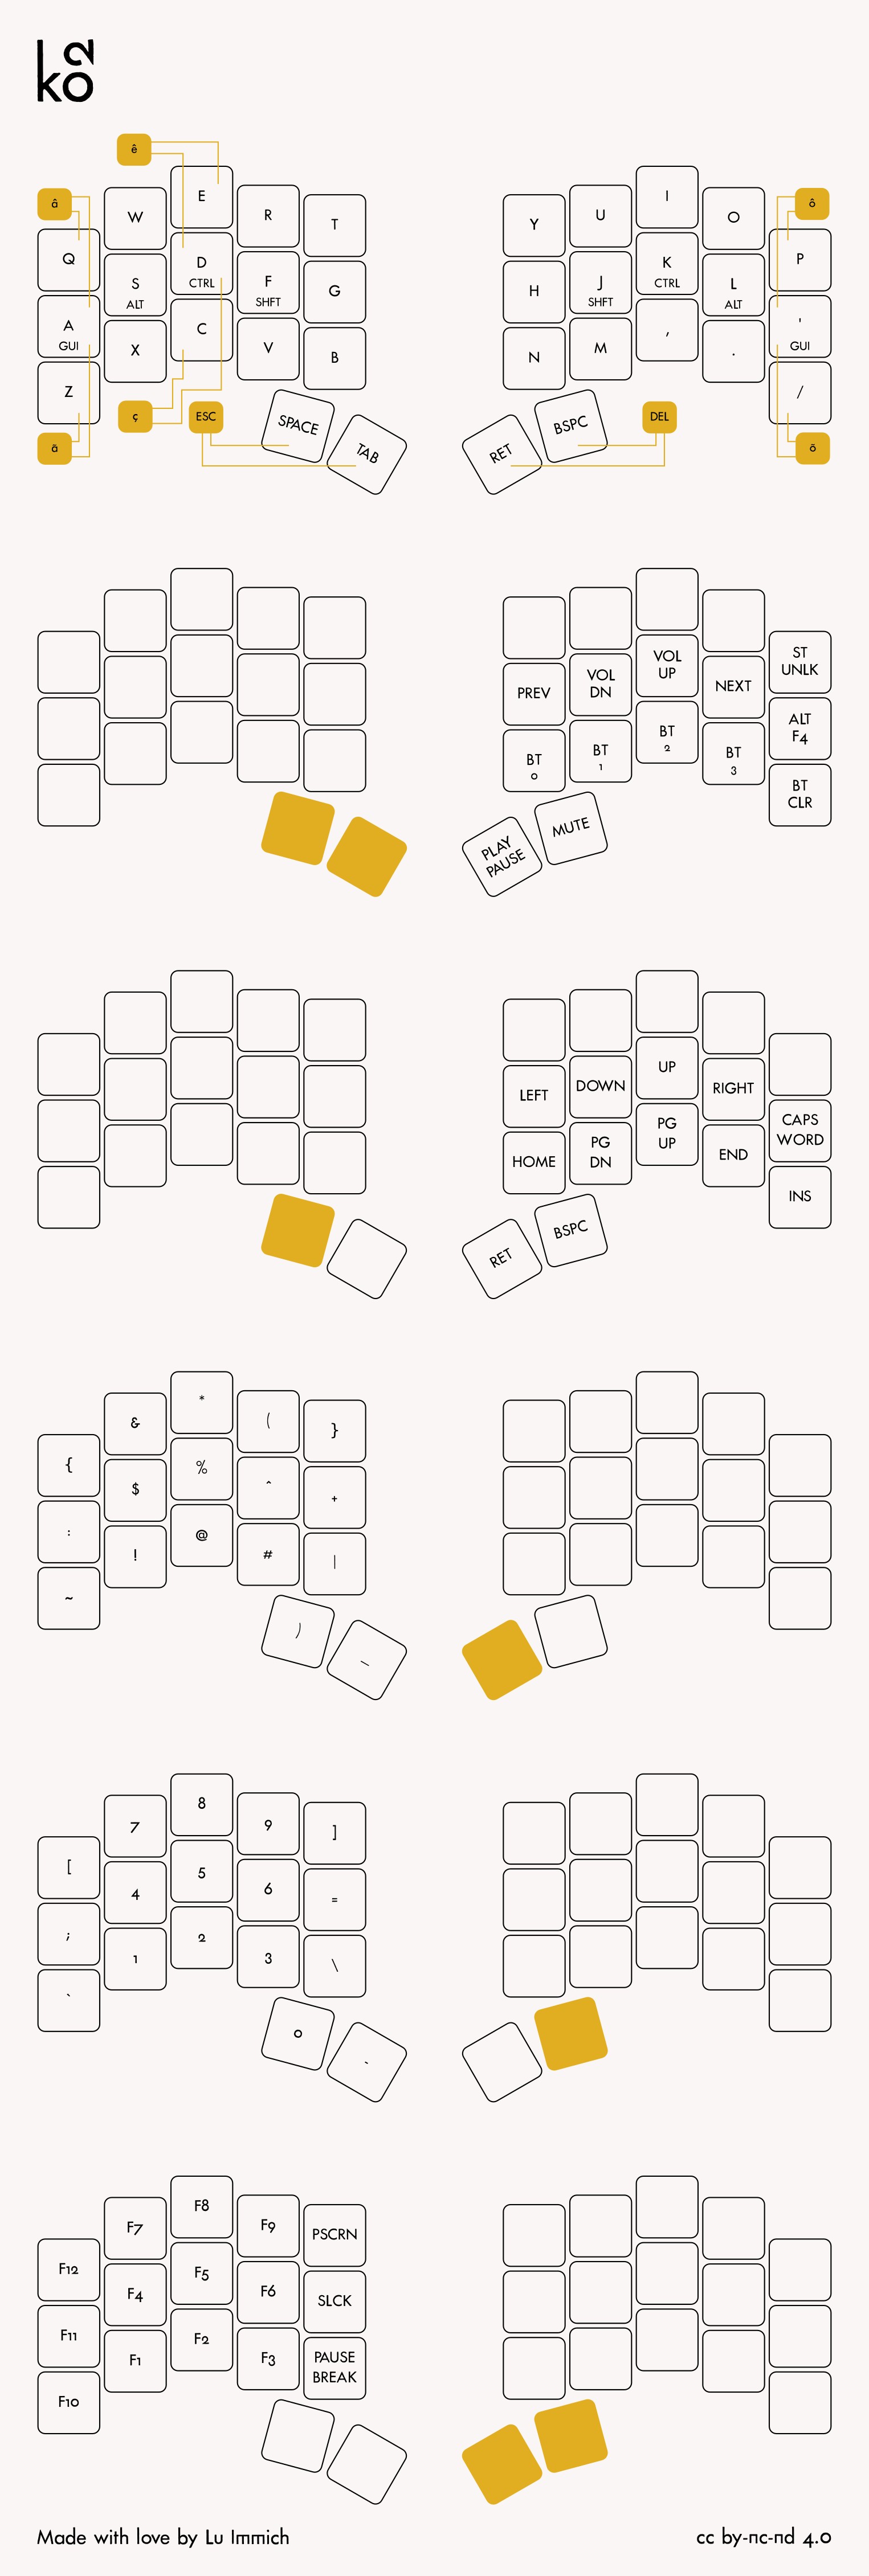 L2
ko
ê
E
â
W
R
T
Q
D
CTRL
S
ALT
F
SHFT
G
A
GUI
C
X
V
B
Z
ç
ESC
SPACE
TAB
ã
I
Y
U
O
ô
P
K
CTRL
H
J
SHFT
L
ALT
'
GUI
,
N
M
.
/
RET
BSPC
DEL
õ
PREV
VOL
DN
VOL
UP
NEXT
ST
UNLK
BT
0
BT
1
BT
2
BT
3
ALT
F4
BT
CLR
PLAY
PAUSE
MUTE
LEFT
DOWN
UP
RIGHT
HOME
PG
DN
PG
UP
END
CAPS
WORD
INS
RET
BSPC
{
&
*
(
}
:
$
%
^
+
~
!
@
#
|
)
_
[
7
8
9
]
;
4
5
6
=
`
1
2
3
\
0
-
F12
F7
F8
F9
PSCRN
F11
F4
F5
F6
SLCK
F10
F1
F2
F3
PAUSE
BREAK
Made with love by Lu Immich
cc by-nc-nd 4.0